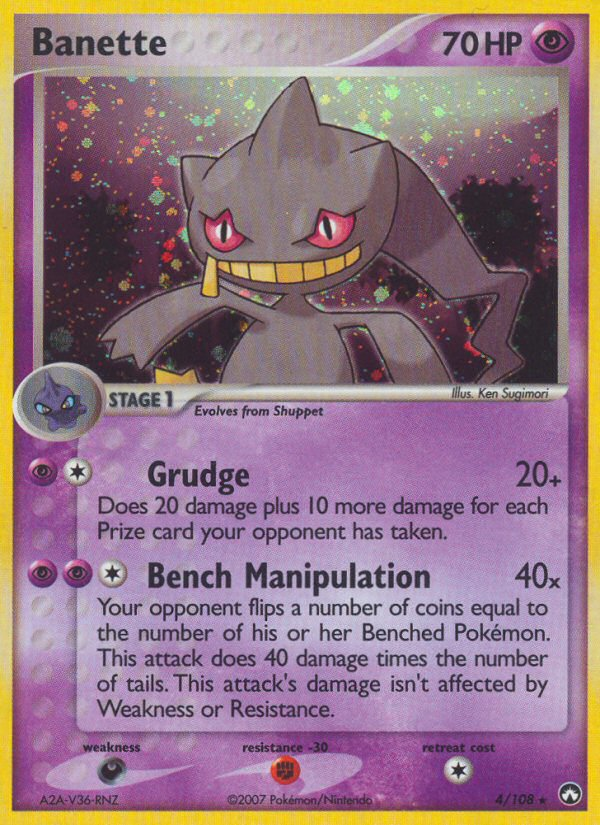 Banette
70 HP
Illus. Ken Sugimori
STAGE 1
Evolves from Shuppet
Grudge 20+
Does 20 damage plus 10 more damage for each
Prize card your opponent has taken.
Bench Manipulation 40x
Your opponent flips a number of coins equal to
the number of his or her Benched Pokémon.
This attack does 40 damage times the number
of tails. This attack's damage isn't affected by
Weakness or Resistance.
weakness
resistance -30
retreat cost
A2A-V36-RNZ
©2007 Pokémon/Nintendo
4/108 ★